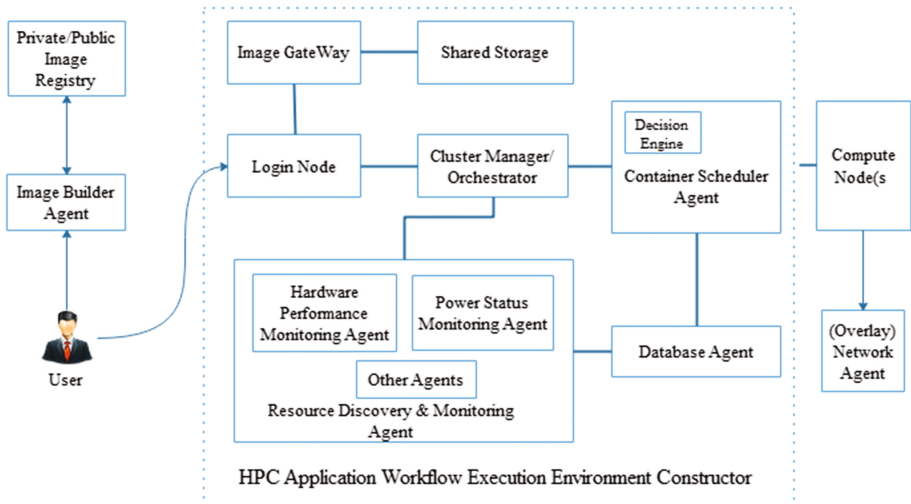 Private/Public
Image
Registry
Image Builder
Agent
User
Image GateWay
Shared Storage
Login Node
Cluster Manager/
Orchestrator
Decision
Engine
Container Scheduler
Agent
Compute
Node(s
Hardware
Performance
Monitoring Agent
Power Status
Monitoring Agent
Other Agents
Resource Discovery & Monitoring
Agent
Database Agent
(Overlay)
Network
Agent
HPC Application Workflow Execution Environment Constructor